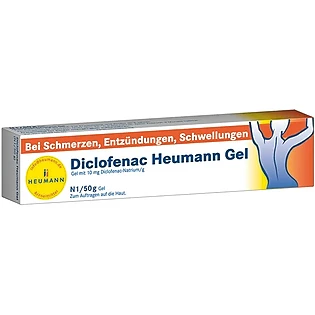 Bei Schmerzen, Entzündungen, Schwellungen
Diclofenac Heumann Gel
Gel mit 10 mg Diclofenac-Natrium/g
HEUMANN
N1/50g Gel
Zum Auftragen auf die Haut.